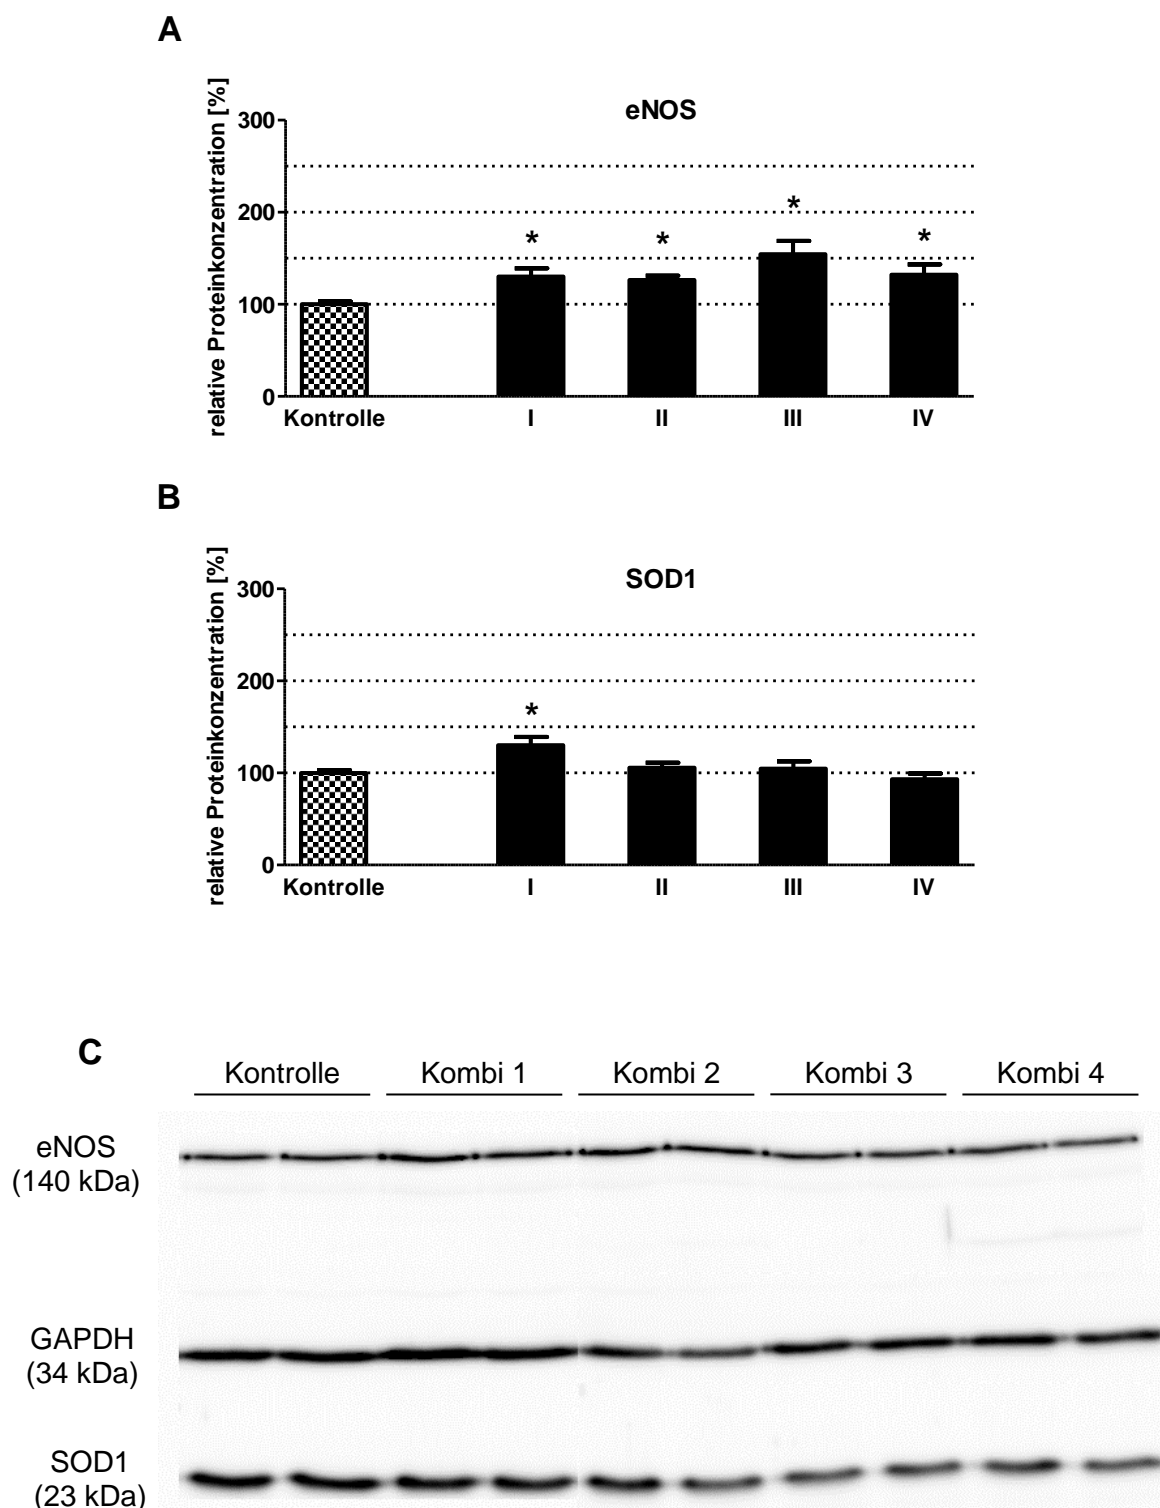 A
eNOS
relative Proteinkonzentration [%]
300
200
100
0
*
*
*
*
Kontrolle I II III IV
B
SOD1
relative Proteinkonzentration [%]
300
200
100
0
*
Kontrolle I II III IV
C
Kontrolle Kombi 1 Kombi 2 Kombi 3 Kombi 4
eNOS
(140 kDa)
GAPDH
(34 kDa)
SOD1
(23 kDa)